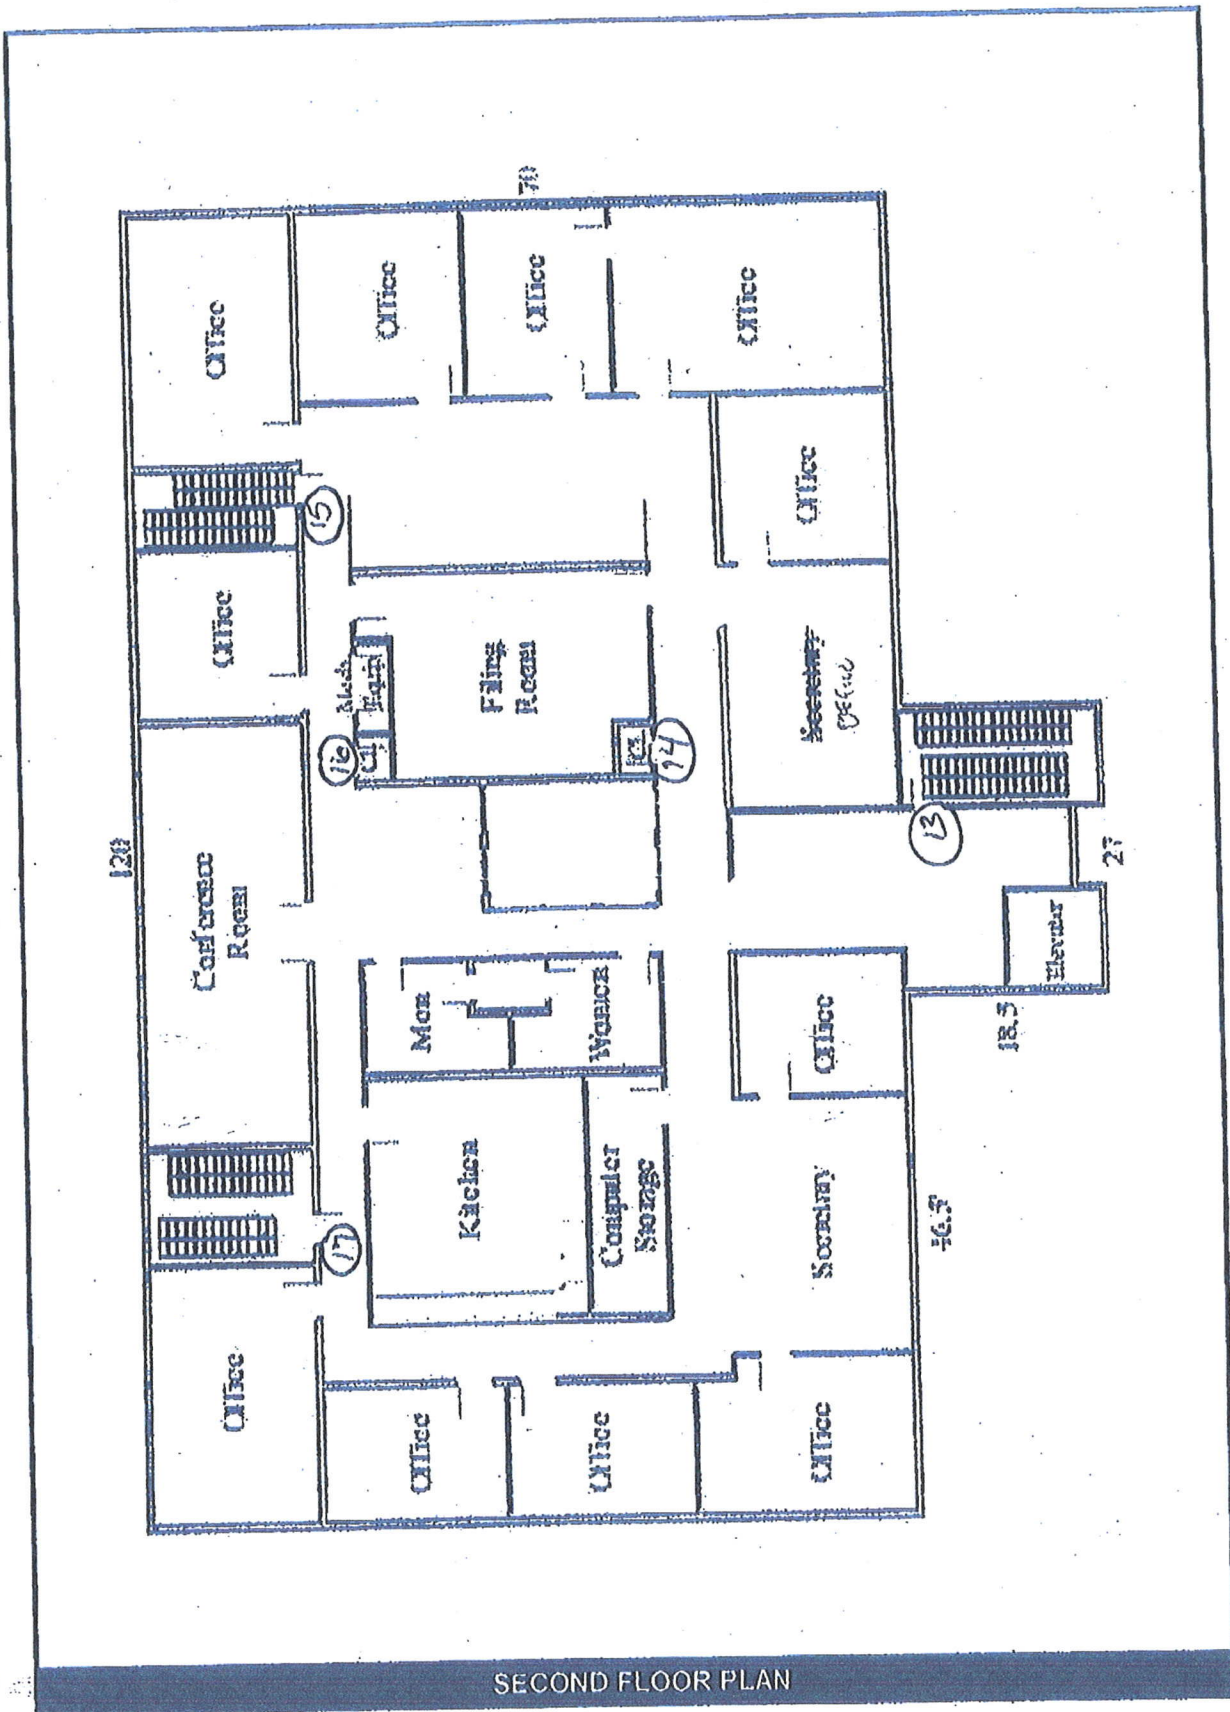 SECOND FLOOR PLAN
120
70
27
18.5
46.5
Office
Conference
Room
Office
Office
17
16
15
Office
Kitchen
Men
Mech
Equip
Filing
Room
Office
Office
Computer
Storage
Women
14
Office
Office
Security
Office
Secretary
Office
Office
Office
13
Elevator